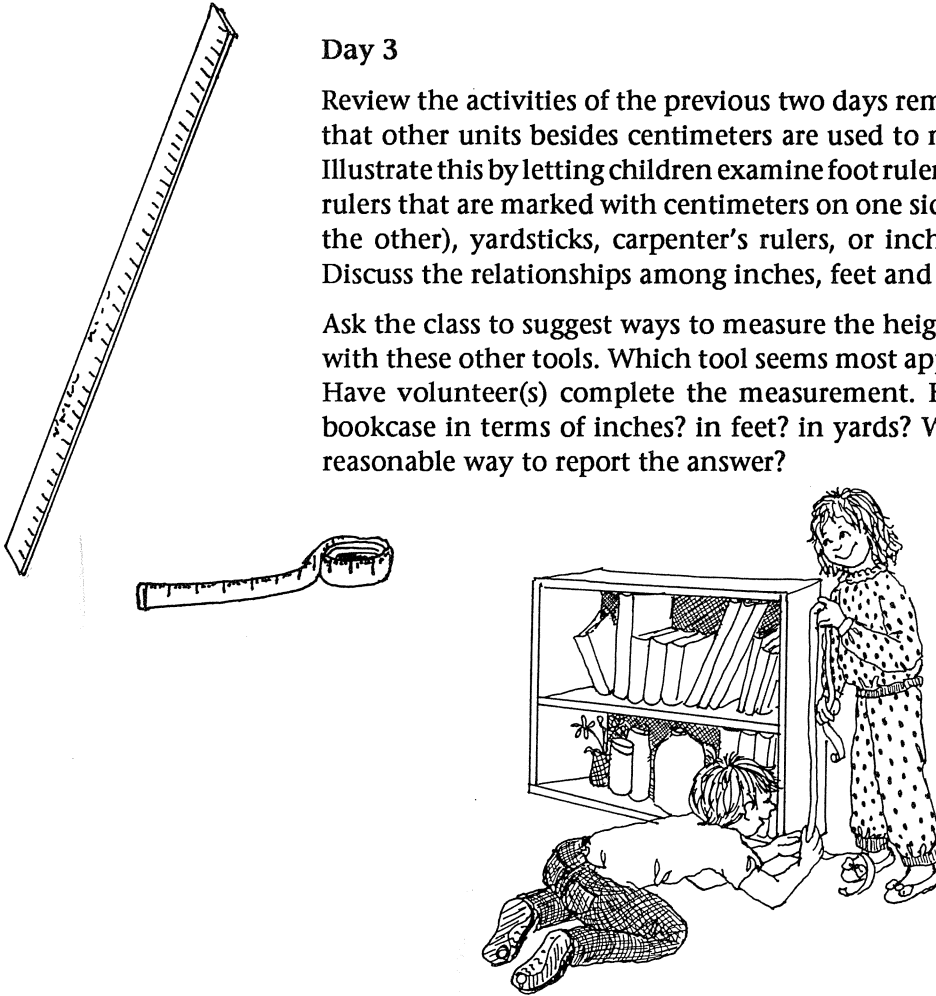 Day 3
Review the activities of the previous two days rem
that other units besides centimeters are used to
Illustrate this by letting children examine foot ruler
rulers that are marked with centimeters on one sid
the other), yardsticks, carpenter's rulers, or inch
Discuss the relationships among inches, feet and
Ask the class to suggest ways to measure the heig
with these other tools. Which tool seems most ap
Have volunteer(s) complete the measurement.
bookcase in terms of inches? in feet? in yards?
reasonable way to report the answer?